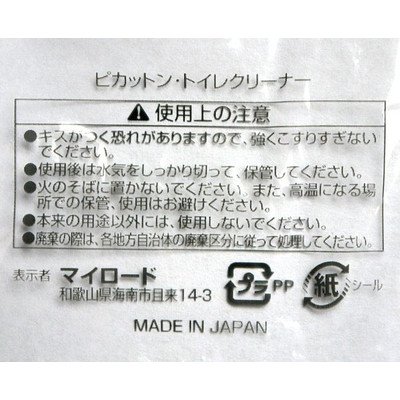 ピカットン・トイレクリーナー
使用上の注意
●キズがつく恐れがありますので、強くこすりすぎない
でください。
●使用後は水気をしっかり切って、保管してください。
●火のそばに置かないでください。また、高温になる場
所での保管、使用はお避けください。
●本来の用途以外には、使用しないでください。
●廃棄の際は、各地方自治体の廃棄区分に従って処理してください。
表示者 マイロード
和歌山県海南市目来14-3
プラ PP
紙 シール
MADE IN JAPAN